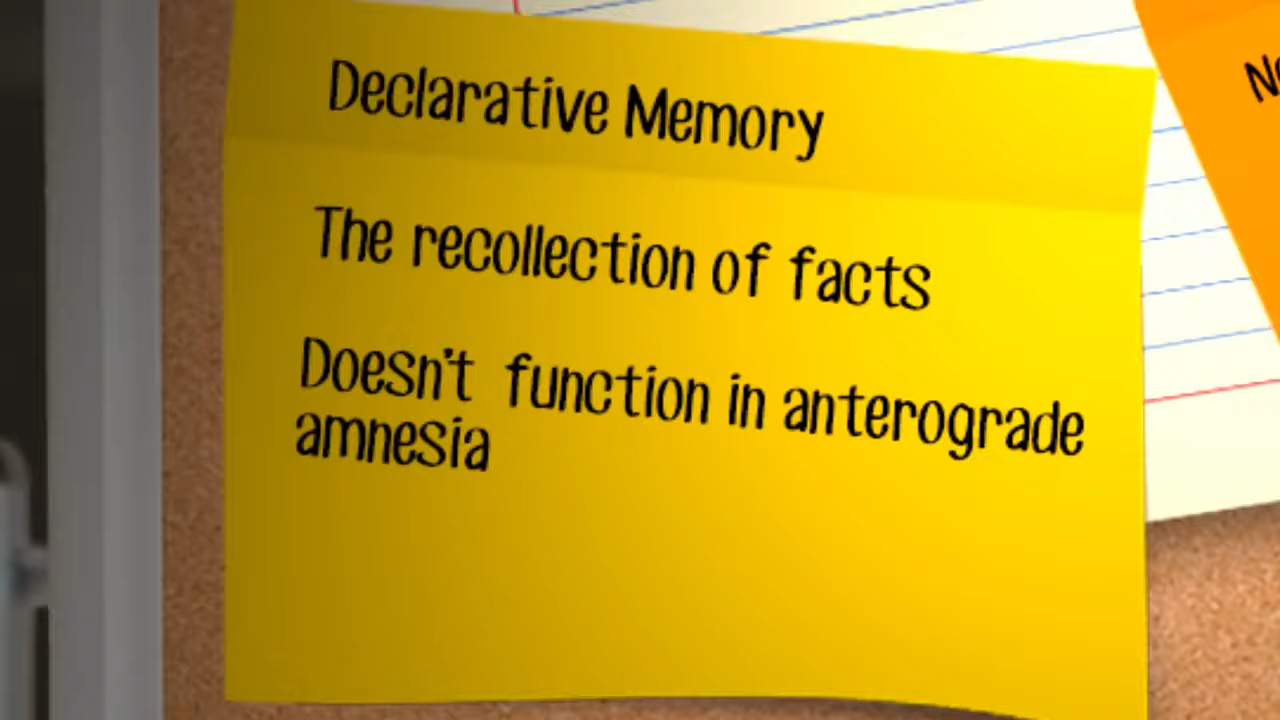 Declarative Memory
The recollection of facts
Doesn't function in anterograde
amnesia